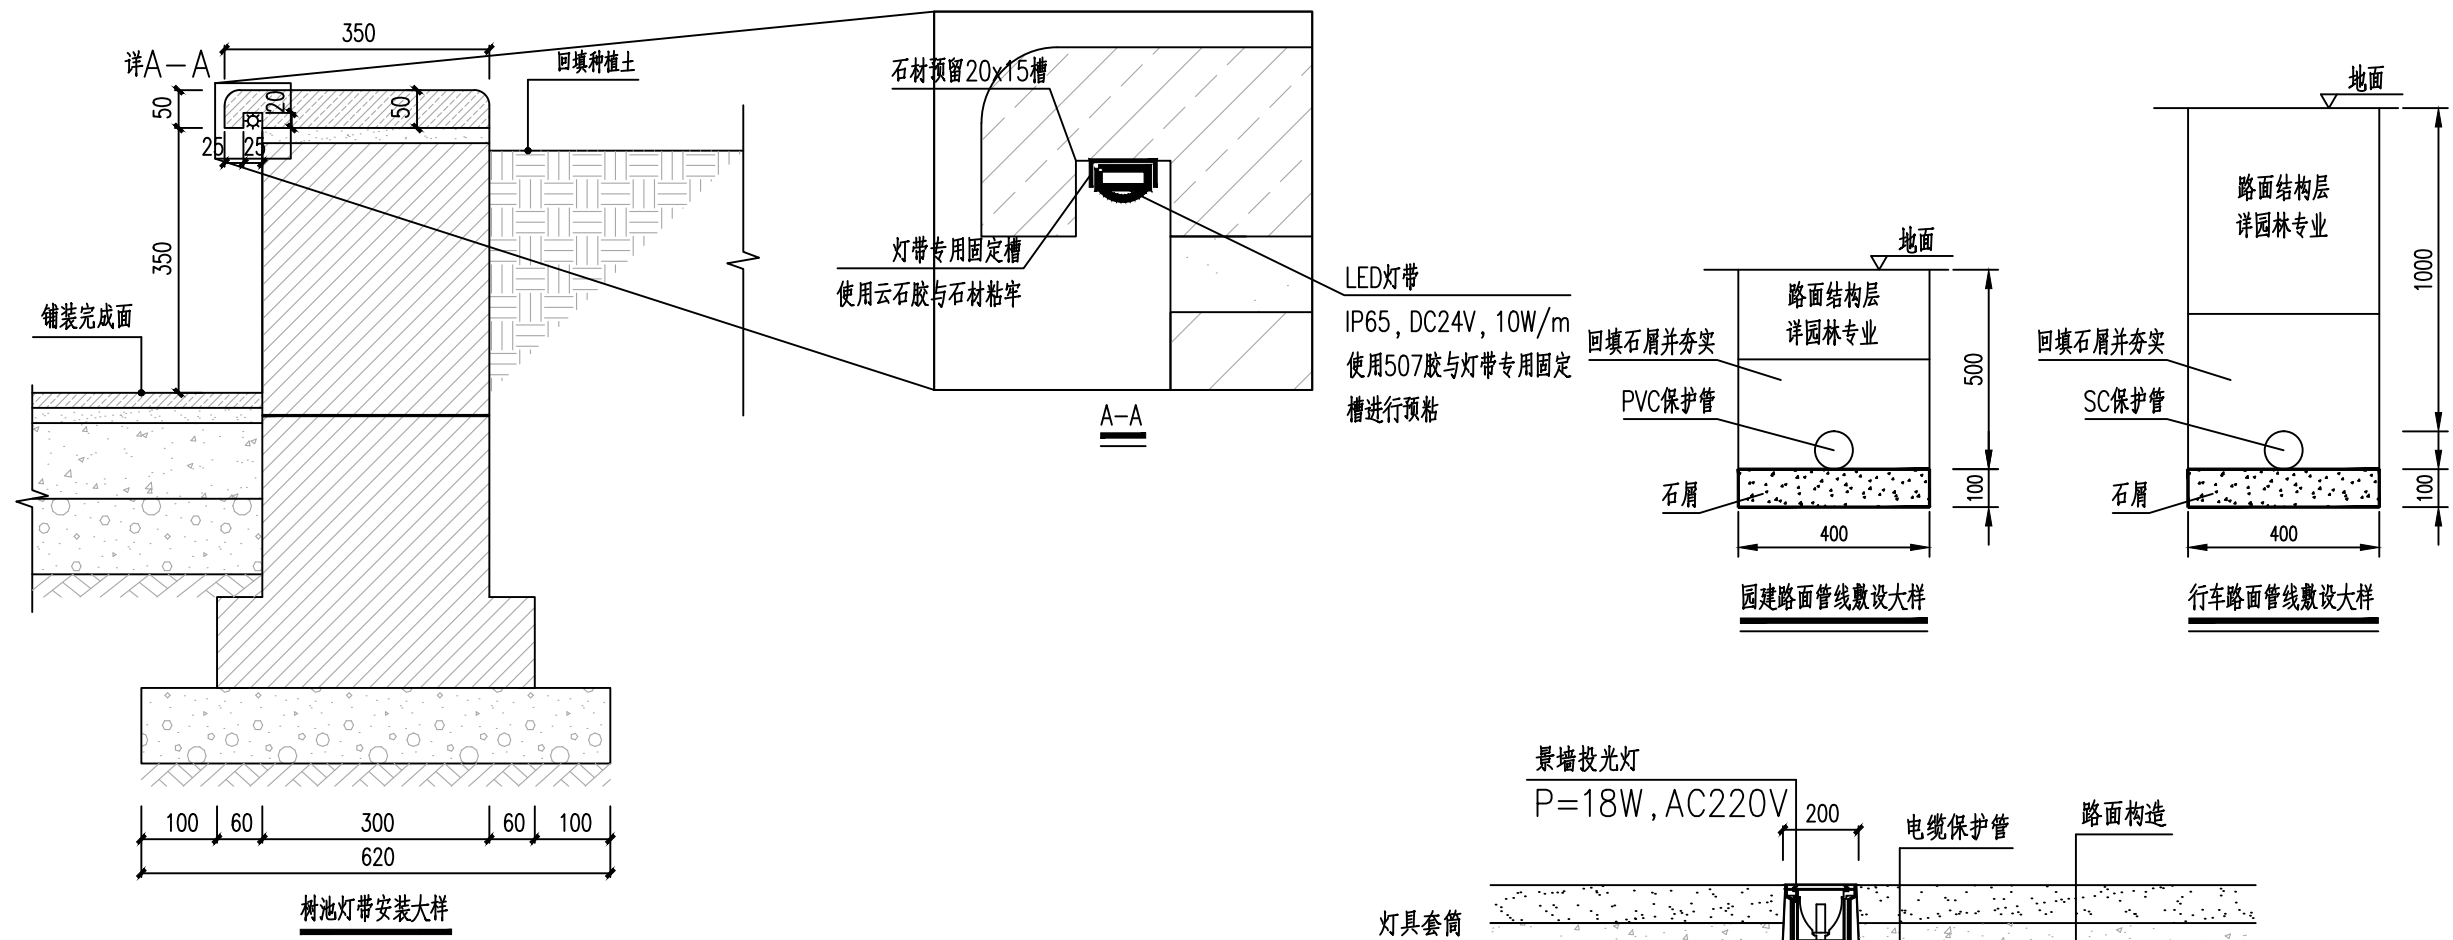 详A-A
350
回填种植土
50
20
50
25
25
350
铺装完成面
100
60
300
60
100
620
树池灯带安装大样
石材预留20x15槽
灯带专用固定槽
使用云石胶与石材粘牢
LED灯带
IP65, DC24V, 10W/m
使用507胶与灯带专用固定
槽进行预粘
A-A
地面
路面结构层
详园林专业
回填石屑并夯实
PVC保护管
石屑
500
100
400
园建路面管线敷设大样
地面
路面结构层
详园林专业
回填石屑并夯实
SC保护管
石屑
1000
100
400
行车路面管线敷设大样
景墙投光灯
P=18W,AC220V
200
电缆保护管
路面构造
灯具套筒